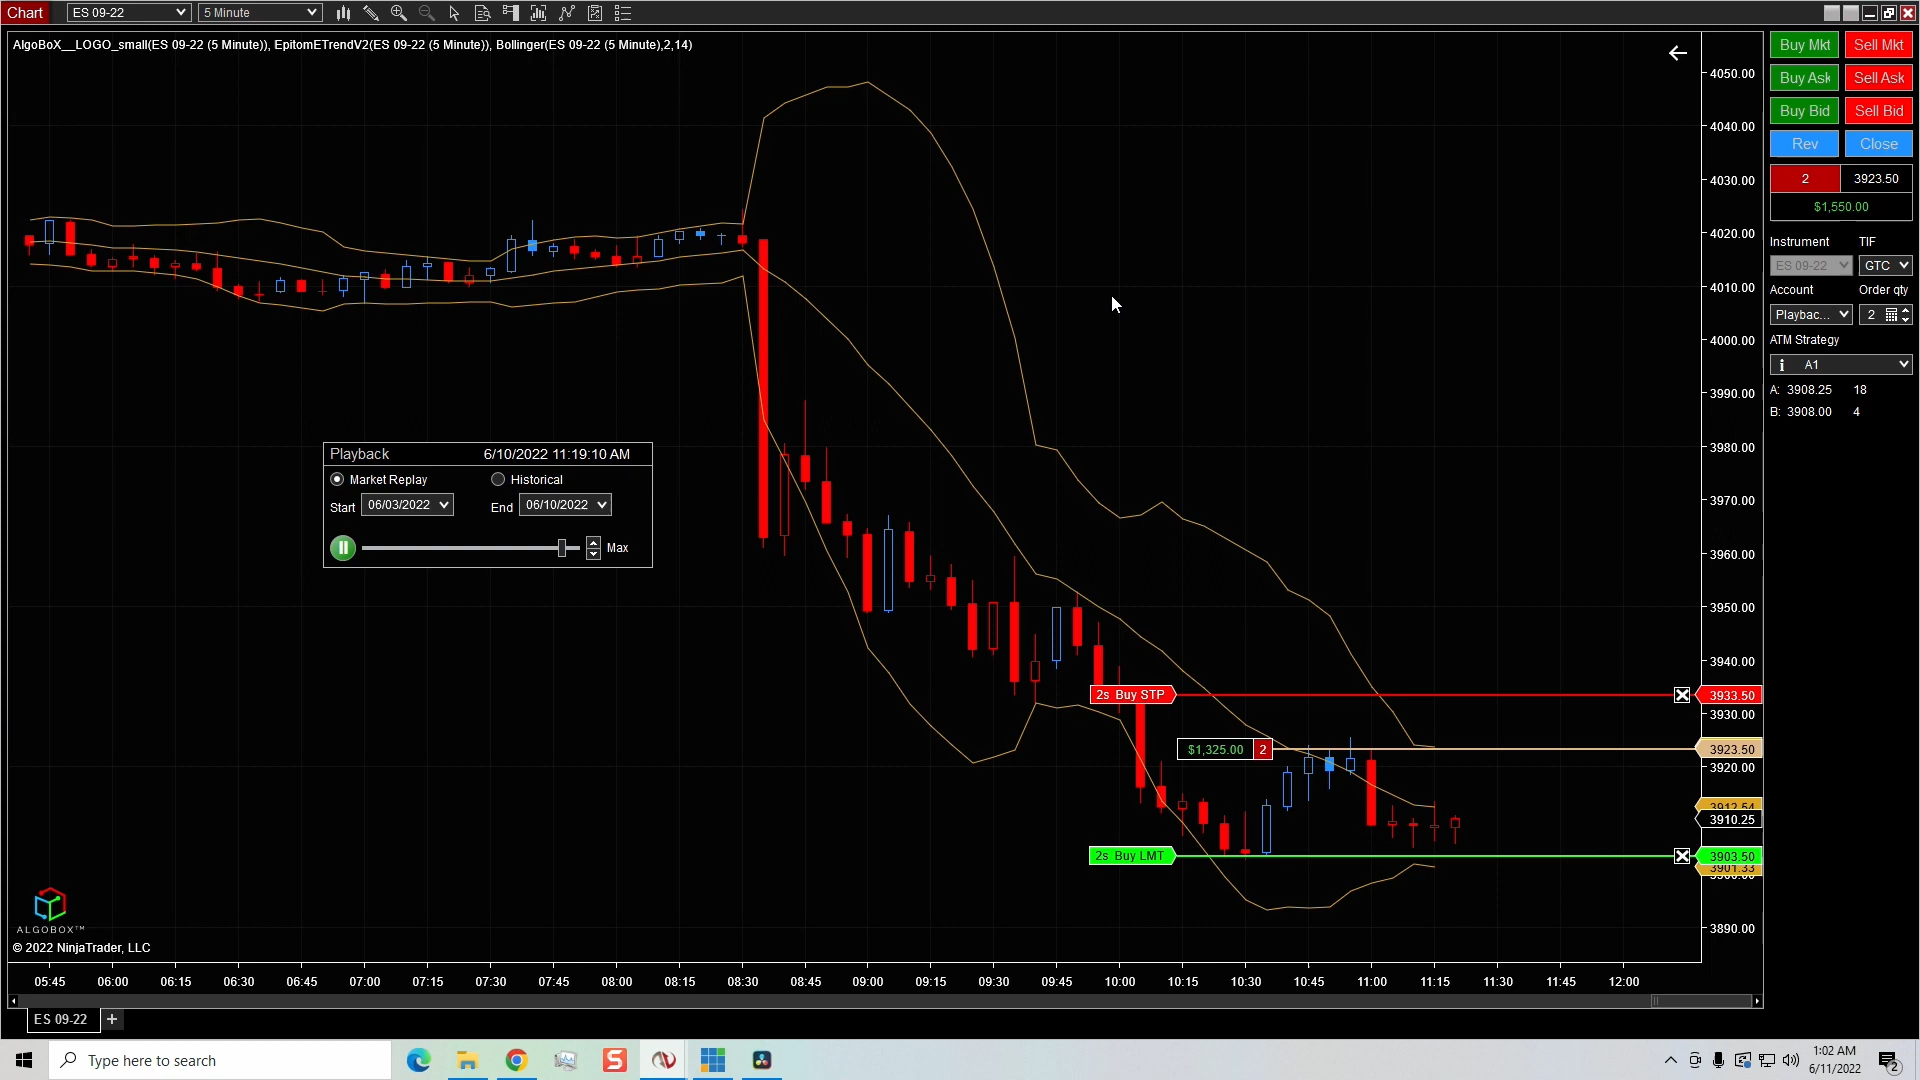 Chart
ES 09-22
5 Minute
AlgoBoX__LOGO_small(ES 09-22 (5 Minute)), EpitomETrendV2(ES 09-22 (5 Minute)), Bollinger(ES 09-22 (5 Minute),2,14)
4050.00
4040.00
4030.00
4020.00
4010.00
4000.00
3990.00
3980.00
3970.00
3960.00
3950.00
3940.00
3933.50
3930.00
3923.50
3920.00
3912.54
3910.25
3903.50
3901.33
3900.00
3890.00
Buy Mkt Sell Mkt
Buy Ask Sell Ask
Buy Bid Sell Bid
Rev Close
2 3923.50
$1,550.00
Instrument TIF
ES 09-22 GTC
Account Order qty
Playbac... 2
ATM Strategy
i A1
A: 3908.25 18
B: 3908.00 4
Playback 6/10/2022 11:19:10 AM
Market Replay Historical
Start 06/03/2022 End 06/10/2022
Max
2s Buy STP
$1,325.00 2
2s Buy LMT
ALGOBOX™
© 2022 NinjaTrader, LLC
05:45 06:00 06:15 06:30 06:45 07:00 07:15 07:30 07:45 08:00 08:15 08:30 08:45 09:00 09:15 09:30 09:45 10:00 10:15 10:30 10:45 11:00 11:15 11:30 11:45 12:00
ES 09-22 +
Type here to search
S
1:02 AM
6/11/2022
2